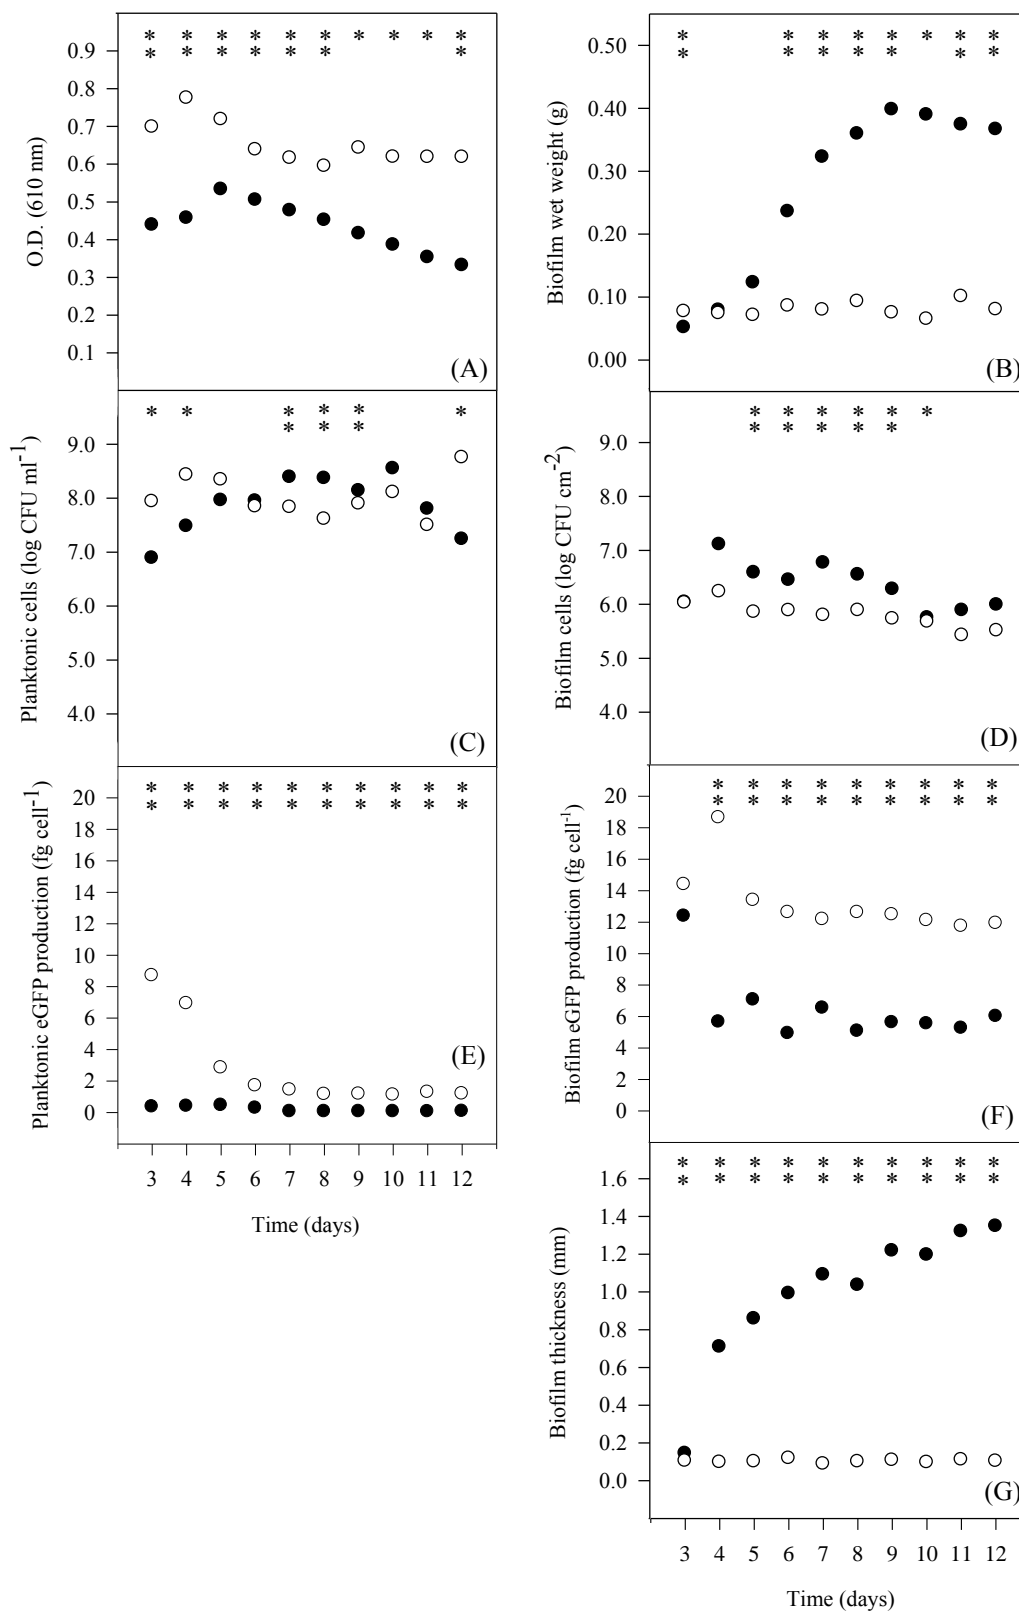 * * * * * * * * * *
* * * * * * *
0.9
0.8
0.7
0.6
0.5
0.4
0.3
0.2
0.1
O.D. (610 nm)
(A)
* * * * * * * *
* * * * * * *
0.50
0.40
0.30
0.20
0.10
0.00
Biofilm wet weight (g)
(B)
* * * * * *
* * *
9.0
8.0
7.0
6.0
5.0
4.0
Planktonic cells (log CFU ml-1)
(C)
* * * * * *
* * * * *
9.0
8.0
7.0
6.0
5.0
4.0
Biofilm cells (log CFU cm-2)
(D)
* * * * * * * * * *
* * * * * * * * * *
20
18
16
14
12
10
8
6
4
2
0
Planktonic eGFP production (fg cell-1)
(E)
3 4 5 6 7 8 9 10 11 12
Time (days)
* * * * * * * * *
* * * * * * * * *
20
18
16
14
12
10
8
6
4
2
0
Biofilm eGFP production (fg cell-1)
(F)
* * * * * * * * * *
* * * * * * * * * *
1.6
1.4
1.2
1.0
0.8
0.6
0.4
0.2
0.0
Biofilm thickness (mm)
(G)
3 4 5 6 7 8 9 10 11 12
Time (days)